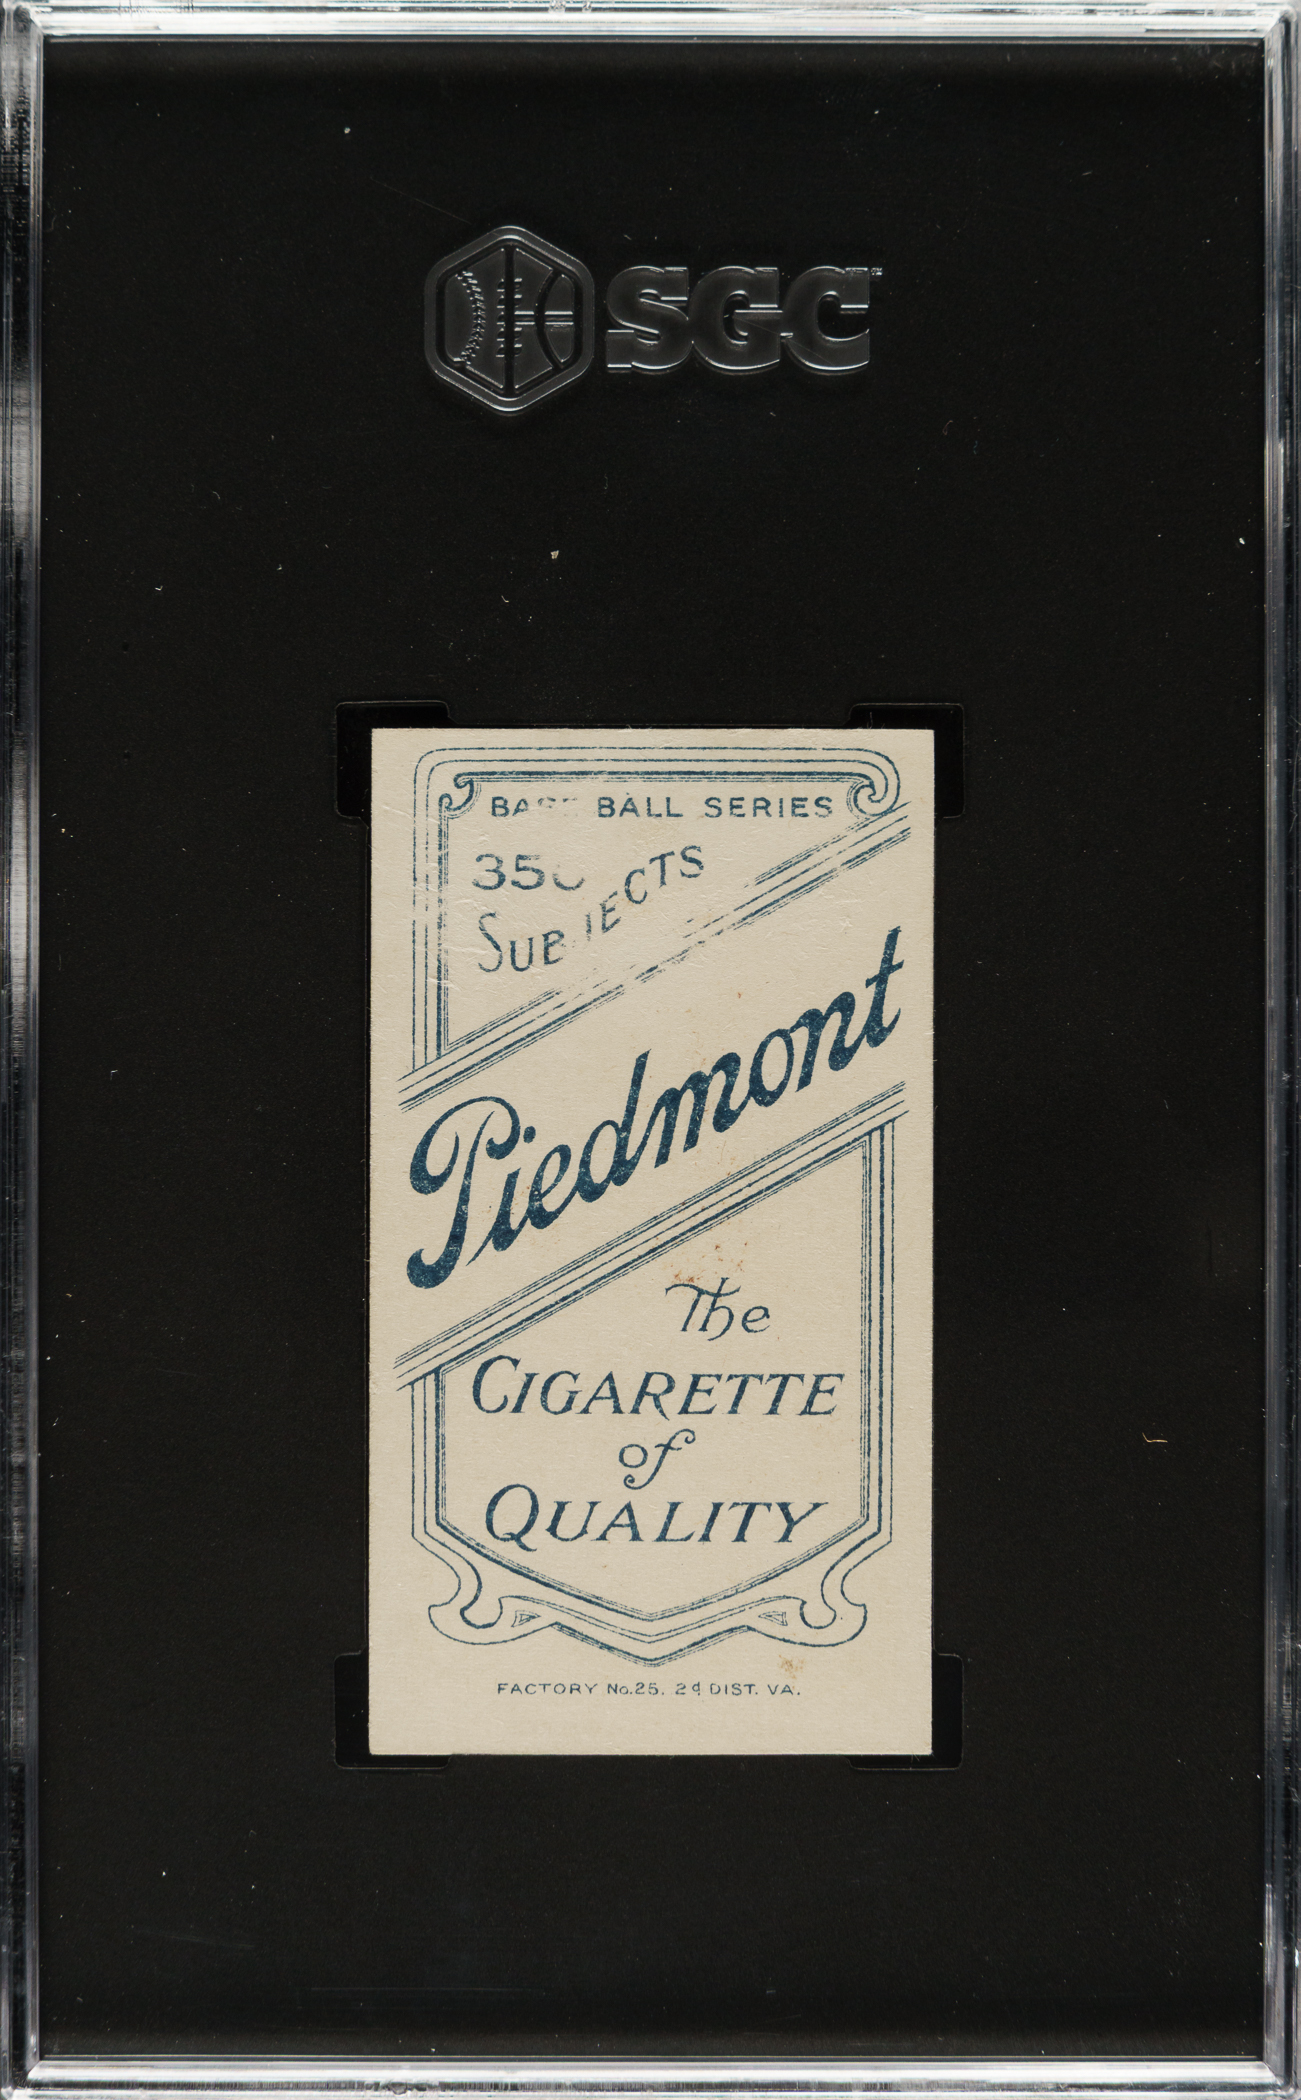 SGC
BASE BALL SERIES
350
SUBJECTS
Piedmont
The
CIGARETTE
of
QUALITY
FACTORY No.25. 2d DIST. VA.